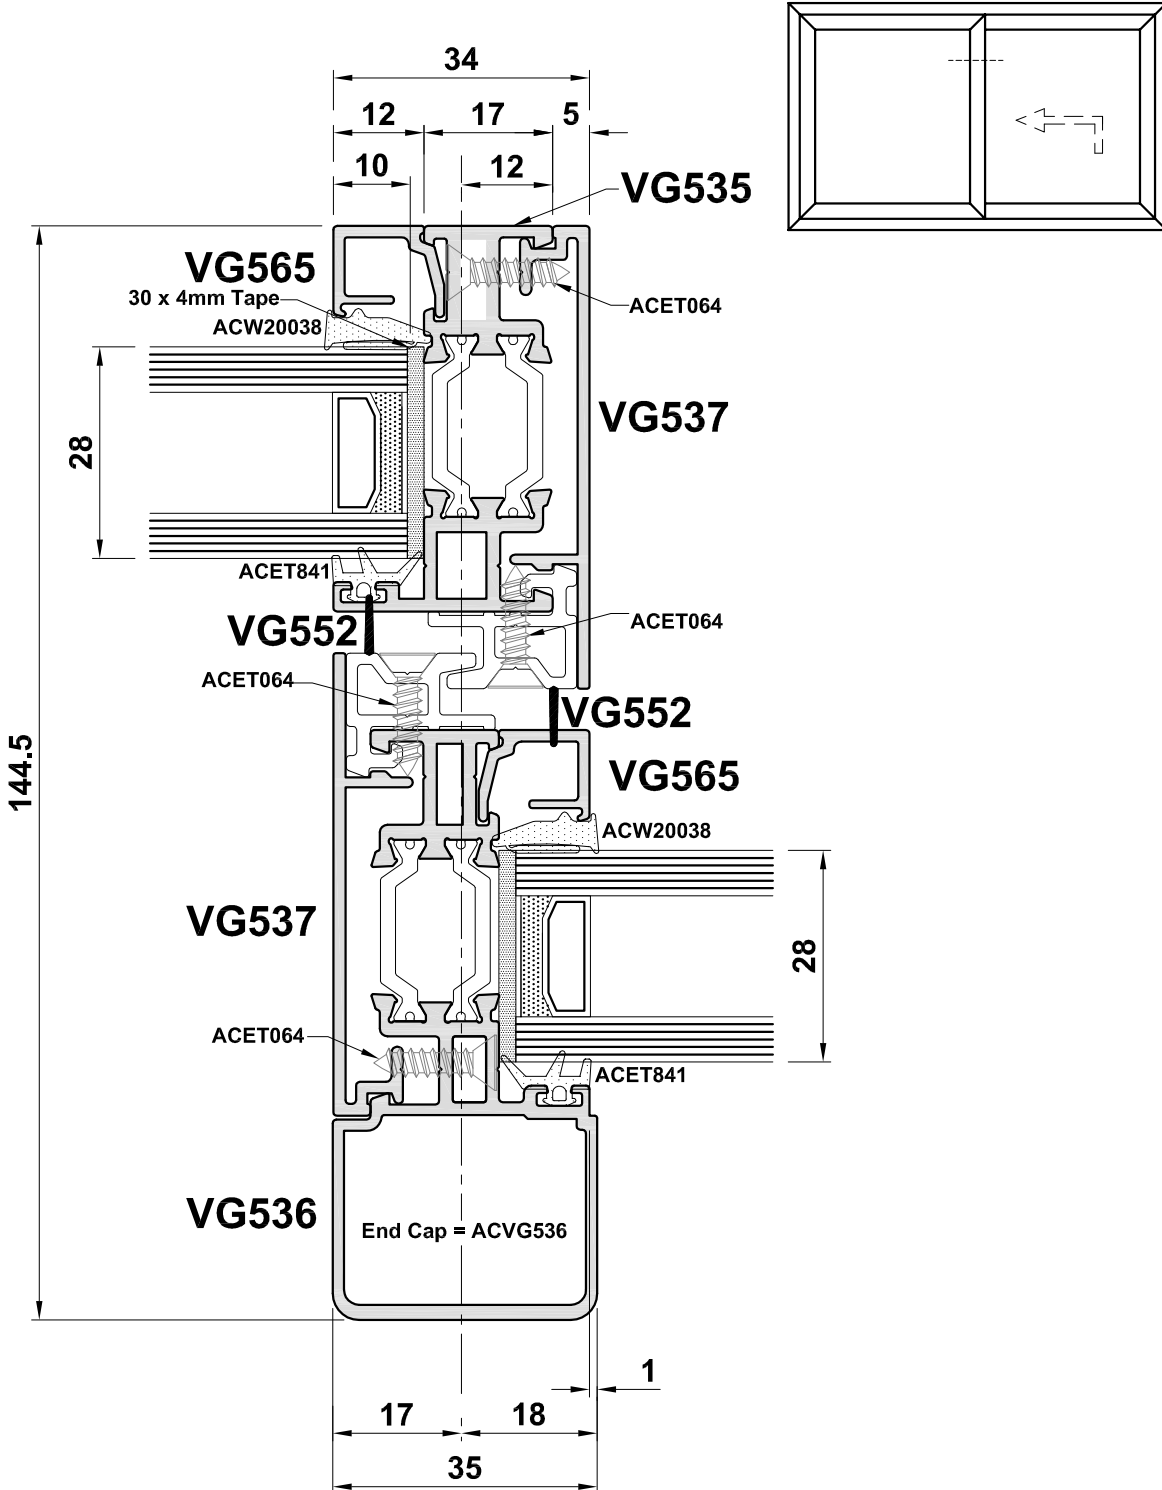 34
12
17
5
10
12
VG535
VG565
30 x 4mm Tape
ACET064
ACW20038
VG537
28
ACET841
VG552
ACET064
ACET064
VG552
144.5
VG565
ACW20038
VG537
28
ACET064
ACET841
VG536
End Cap = ACVG536
1
17
18
35